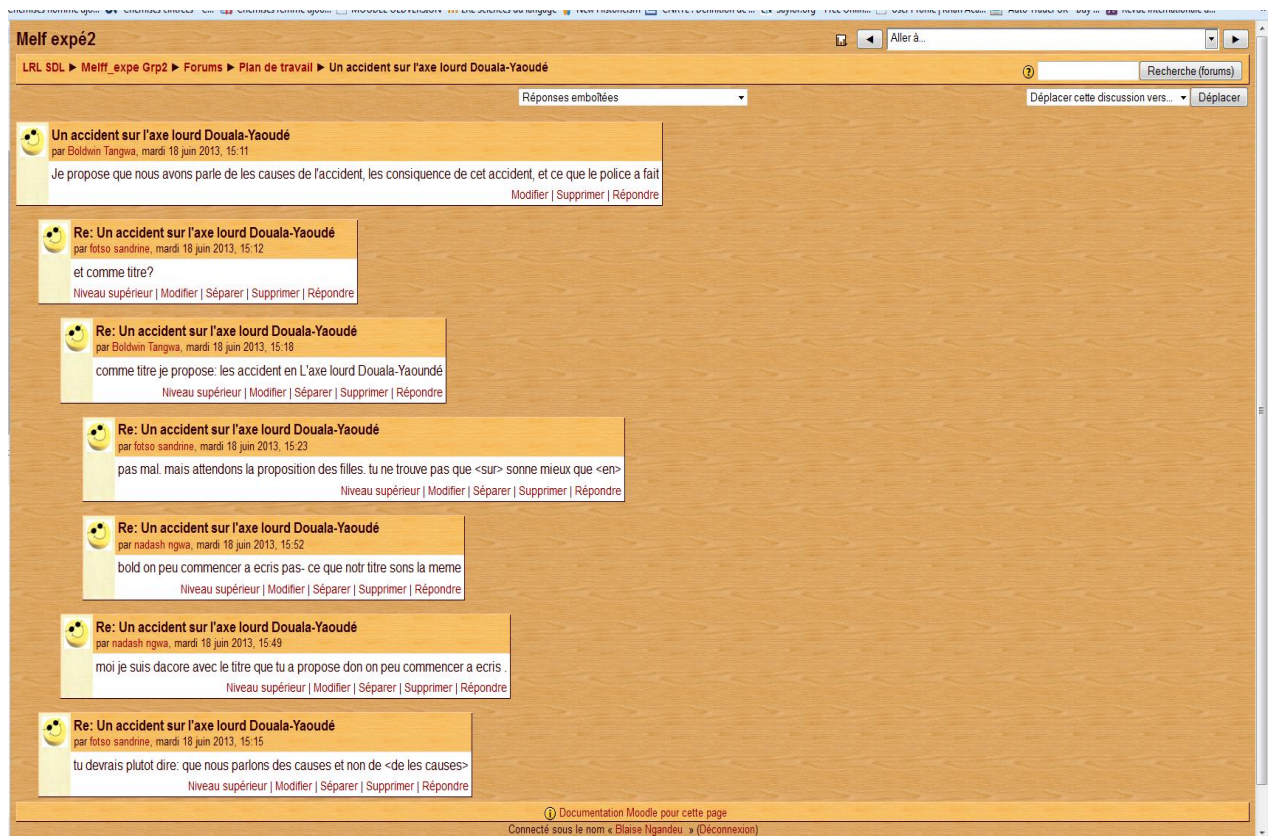 Melf expé2
Aller à...
LRL SDL ► Melff_expe Grp2 ► Forums ► Plan de travail ► Un accident sur l'axe lourd Douala-Yaoudé
Recherche (forums)
Réponses emboîtées
Déplacer cette discussion vers...
Déplacer
Un accident sur l'axe lourd Douala-Yaoudé
par Boldwin Tangwa, mardi 18 juin 2013, 15:11
Je propose que nous avons parle de les causes de l'accident, les consiquence de cet accident, et ce que le police a fait
Modifier | Supprimer | Répondre
Re: Un accident sur l'axe lourd Douala-Yaoudé
par fotso sandrine, mardi 18 juin 2013, 15:12
et comme titre?
Niveau supérieur | Modifier | Séparer | Supprimer | Répondre
Re: Un accident sur l'axe lourd Douala-Yaoudé
par Boldwin Tangwa, mardi 18 juin 2013, 15:18
comme titre je propose: les accident en L'axe lourd Douala-Yaoundé
Niveau supérieur | Modifier | Séparer | Supprimer | Répondre
Re: Un accident sur l'axe lourd Douala-Yaoudé
par fotso sandrine, mardi 18 juin 2013, 15:23
pas mal. mais attendons la proposition des filles. tu ne trouve pas que <sur> sonne mieux que <en>
Niveau supérieur | Modifier | Séparer | Supprimer | Répondre
Re: Un accident sur l'axe lourd Douala-Yaoudé
par nadash ngwa, mardi 18 juin 2013, 15:52
bold on peu commencer a ecris pas- ce que notr titre sons la meme
Niveau supérieur | Modifier | Séparer | Supprimer | Répondre
Re: Un accident sur l'axe lourd Douala-Yaoudé
par nadash ngwa, mardi 18 juin 2013, 15:49
moi je suis dacore avec le titre que tu a propose don on peu commencer a ecris .
Niveau supérieur | Modifier | Séparer | Supprimer | Répondre
Re: Un accident sur l'axe lourd Douala-Yaoudé
par fotso sandrine, mardi 18 juin 2013, 15:15
tu devrais plutot dire: que nous parlons des causes et non de <de les causes>
Niveau supérieur | Modifier | Séparer | Supprimer | Répondre
Documentation Moodle pour cette page
Connecté sous le nom « Blaise Ngandeu » (Déconnexion)